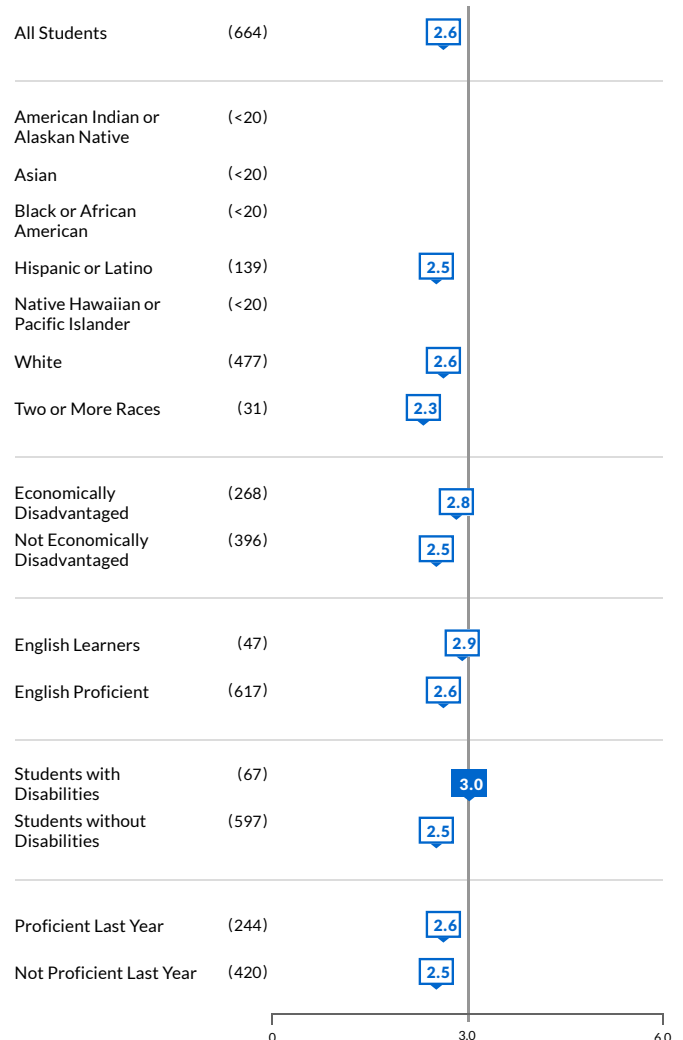 All Students (664) 2.6
American Indian or (<20)
Alaskan Native
Asian (<20)
Black or African (<20)
American
Hispanic or Latino (139) 2.5
Native Hawaiian or (<20)
Pacific Islander
White (477) 2.6
Two or More Races (31) 2.3
Economically (268) 2.8
Disadvantaged
Not Economically (396) 2.5
Disadvantaged
English Learners (47) 2.9
English Proficient (617) 2.6
Students with (67) 3.0
Disabilities
Students without (597) 2.5
Disabilities
Proficient Last Year (244) 2.6
Not Proficient Last Year (420) 2.5
0 3.0 6.0